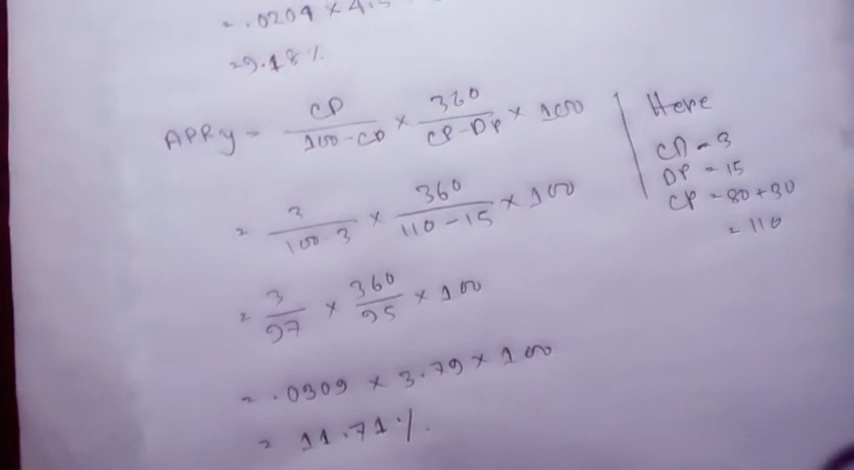 = .0204 × 4.5
= 9.18%
APRy = CD / 100-CD × 360 / CP-DP × 100
= 3 / 100-3 × 360 / 110-15 × 100
= 3 / 97 × 360 / 95 × 100
= .0309 × 3.79 × 100
= 11.71%.
Here
CD = 3
DP = 15
CP = 80+30
= 110